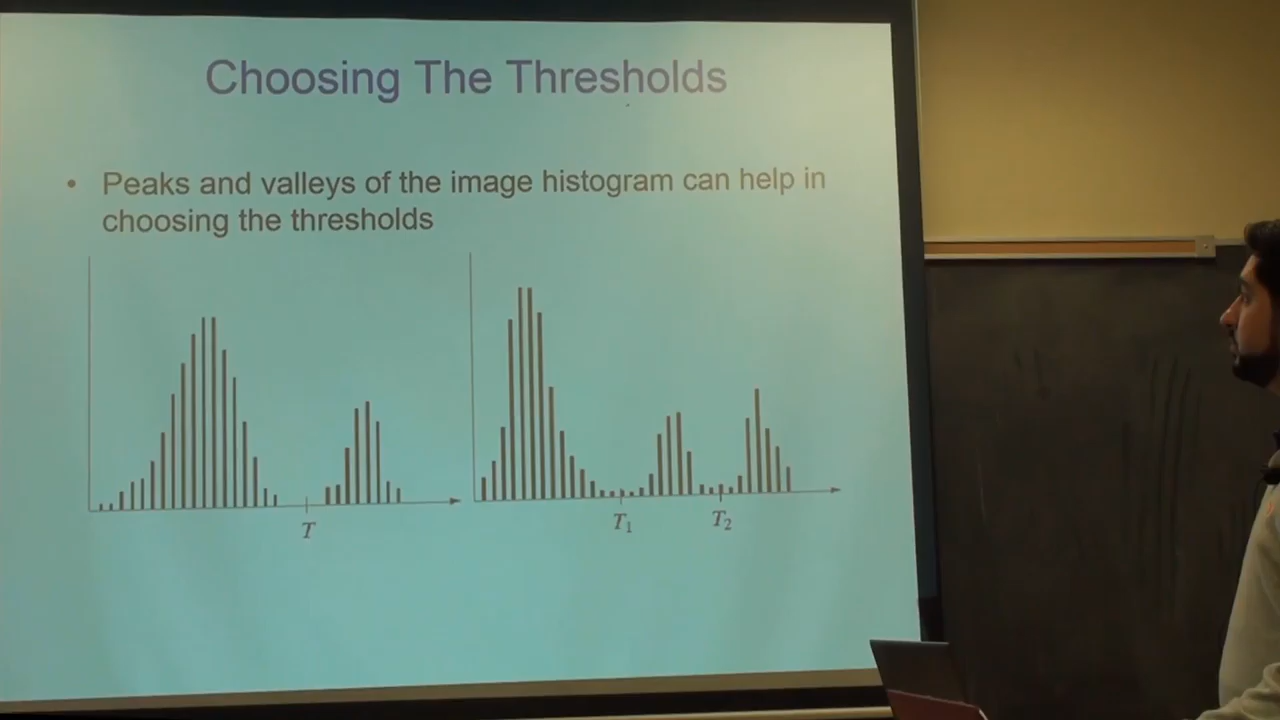 Choosing The Thresholds
• Peaks and valleys of the image histogram can help in
choosing the thresholds
T
T₁
T₂